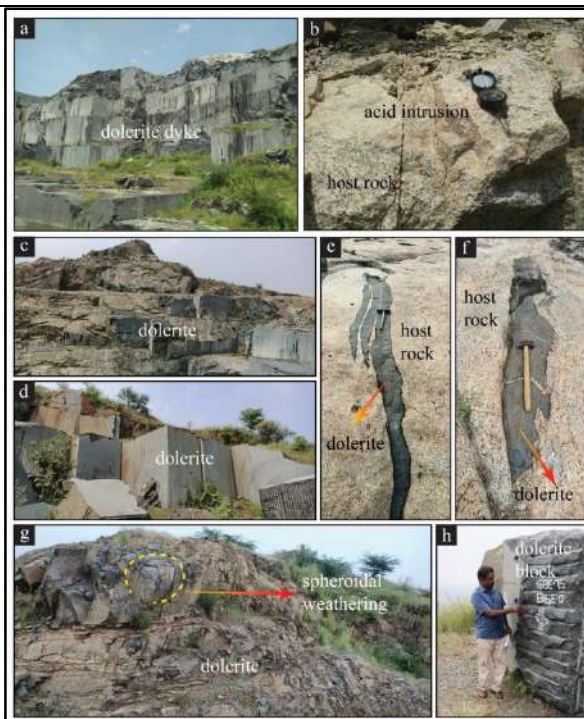 a
dolerite dyke
b
acid intrusion
host rock
c
dolerite
d
dolerite
e
host
rock
dolerite
f
host
rock
dolerite
g
spheroidal
weathering
dolerite
h
dolerite
block